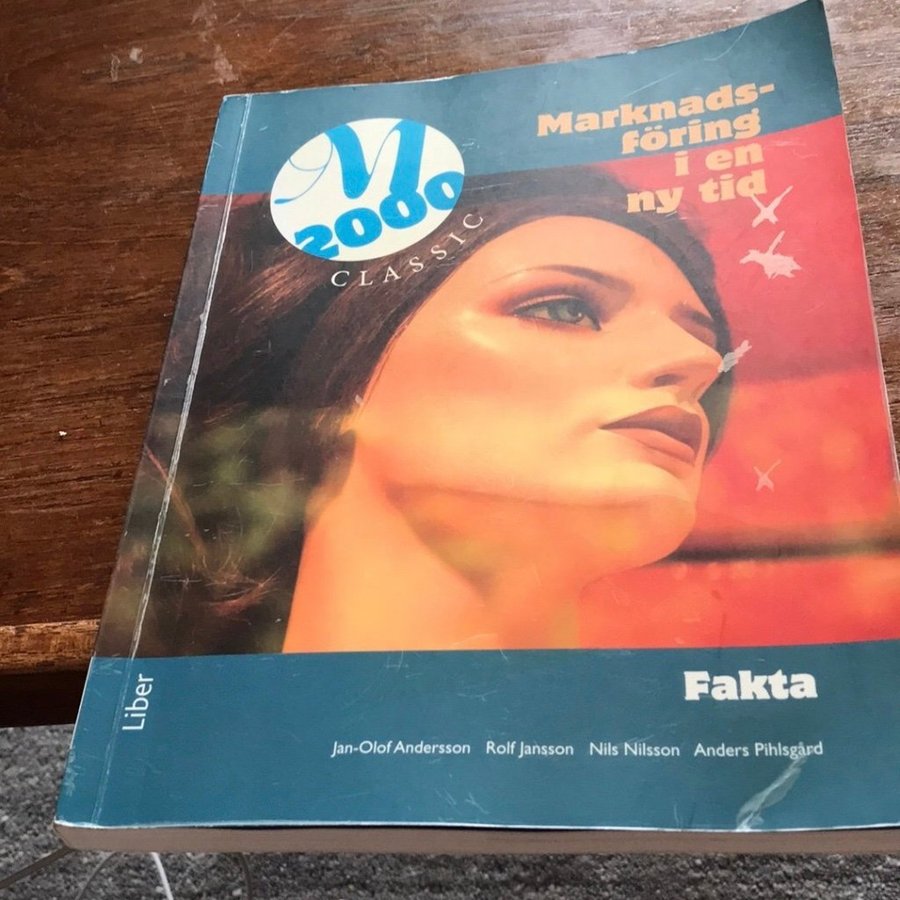 M
2000
CLASSIC
Marknads-
föring
i en
ny tid
Fakta
Jan-Olof Andersson Rolf Jansson Nils Nilsson Anders Pihlsgård
Liber